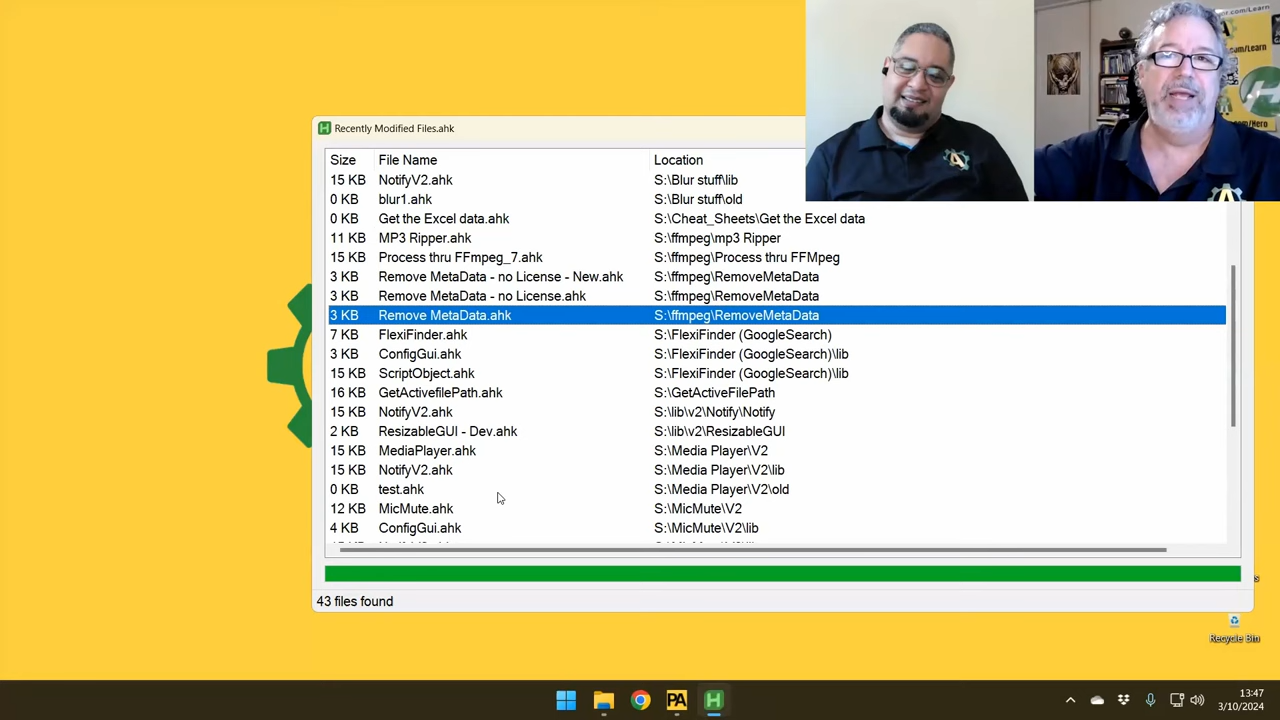 .com/Learn
com/Hero
Recently Modified Files.ahk
Size File Name Location
15 KB NotifyV2.ahk S:\Blur stuff\lib
0 KB blur1.ahk S:\Blur stuff\old
0 KB Get the Excel data.ahk S:\Cheat_Sheets\Get the Excel data
11 KB MP3 Ripper.ahk S:\ffmpeg\mp3 Ripper
15 KB Process thru FFmpeg_7.ahk S:\ffmpeg\Process thru FFMpeg
3 KB Remove MetaData - no License - New.ahk S:\ffmpeg\RemoveMetaData
3 KB Remove MetaData - no License.ahk S:\ffmpeg\RemoveMetaData
3 KB Remove MetaData.ahk S:\ffmpeg\RemoveMetaData
7 KB FlexiFinder.ahk S:\FlexiFinder (GoogleSearch)
3 KB ConfigGui.ahk S:\FlexiFinder (GoogleSearch)\lib
15 KB ScriptObject.ahk S:\FlexiFinder (GoogleSearch)\lib
16 KB GetActivefilePath.ahk S:\GetActiveFilePath
15 KB NotifyV2.ahk S:\lib\v2\Notify\Notify
2 KB ResizableGUI - Dev.ahk S:\lib\v2\ResizableGUI
15 KB MediaPlayer.ahk S:\Media Player\V2
15 KB NotifyV2.ahk S:\Media Player\V2\lib
0 KB test.ahk S:\Media Player\V2\old
12 KB MicMute.ahk S:\MicMute\V2
4 KB ConfigGui.ahk S:\MicMute\V2\lib
43 files found
Recycle Bin
PA
H
13:47
3/10/2024